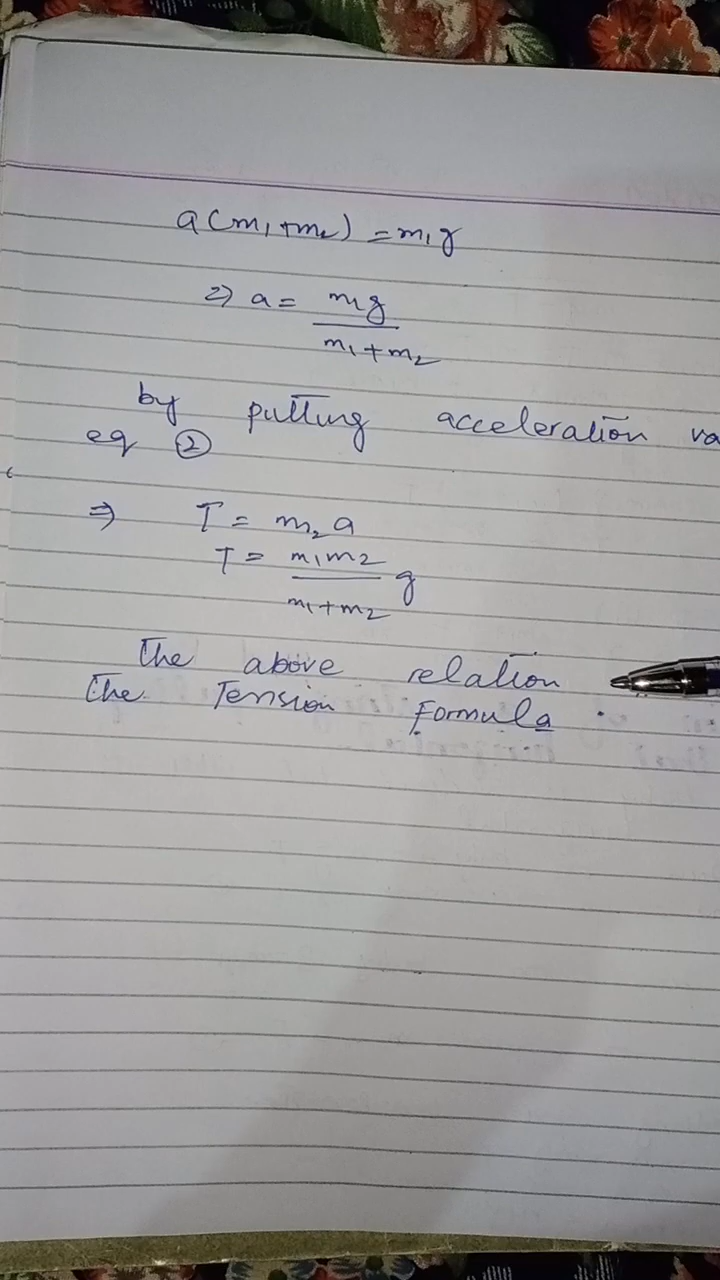 a(m₁+m₂) = m₁g
⇒ a = m₁g / m₁+m₂
by putting acceleration va
eq ②
⇒ T = m₂a
T = m₁m₂ / m₁+m₂ g
The above relation
The Tension formula.